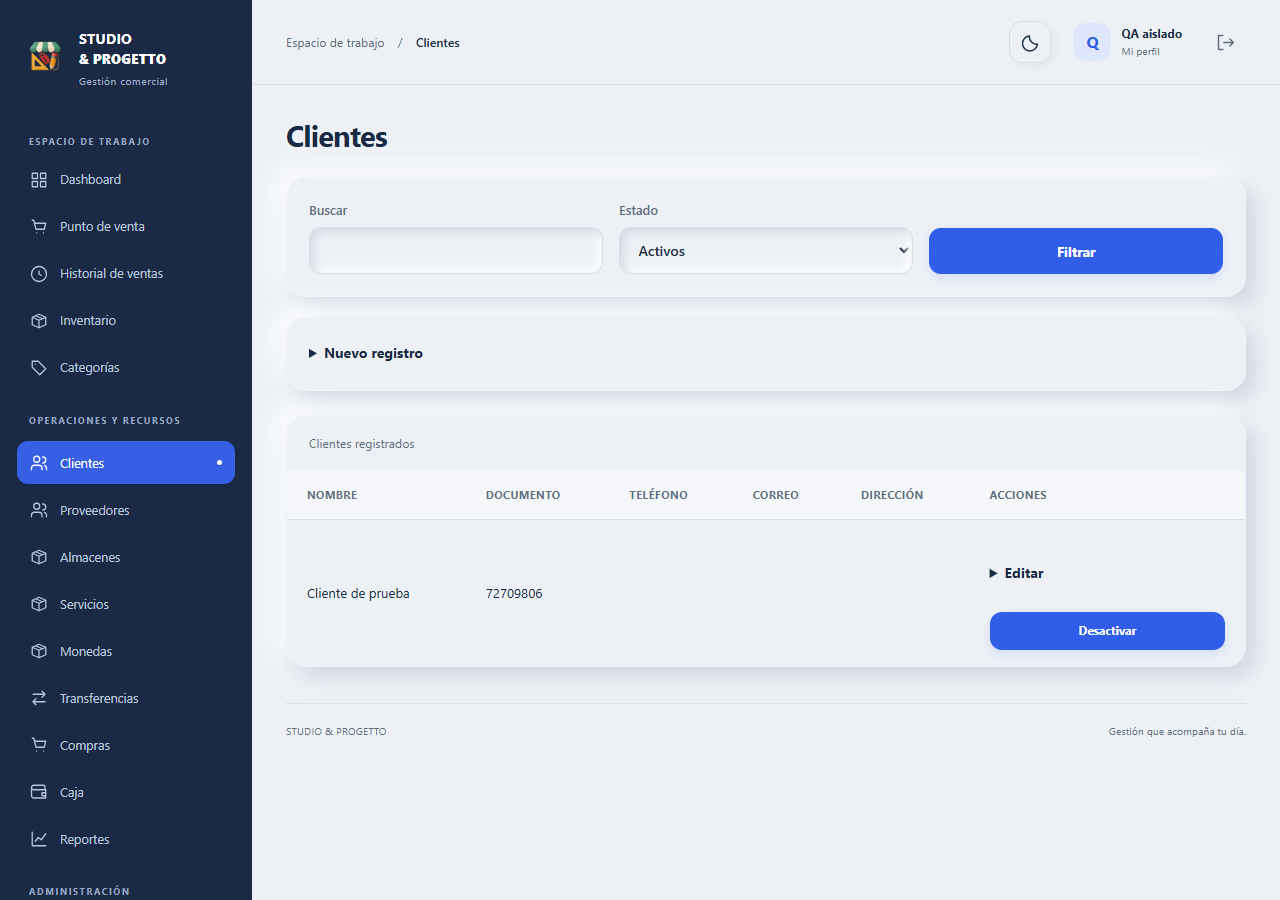 STUDIO
& PROGETTO
Gestión comercial
ESPACIO DE TRABAJO
Dashboard
Punto de venta
Historial de ventas
Inventario
Categorías
OPERACIONES Y RECURSOS
Clientes
Proveedores
Almacenes
Servicios
Monedas
Transferencias
Compras
Caja
Reportes
ADMINISTRACIÓN
Espacio de trabajo / Clientes
Q
QA aislado
Mi perfil
Clientes
Buscar
Estado
Activos
Filtrar
Nuevo registro
Clientes registrados
NOMBRE DOCUMENTO TELÉFONO CORREO DIRECCIÓN ACCIONES
Cliente de prueba 72709806
Editar
Desactivar
STUDIO & PROGETTO
Gestión que acompaña tu día.